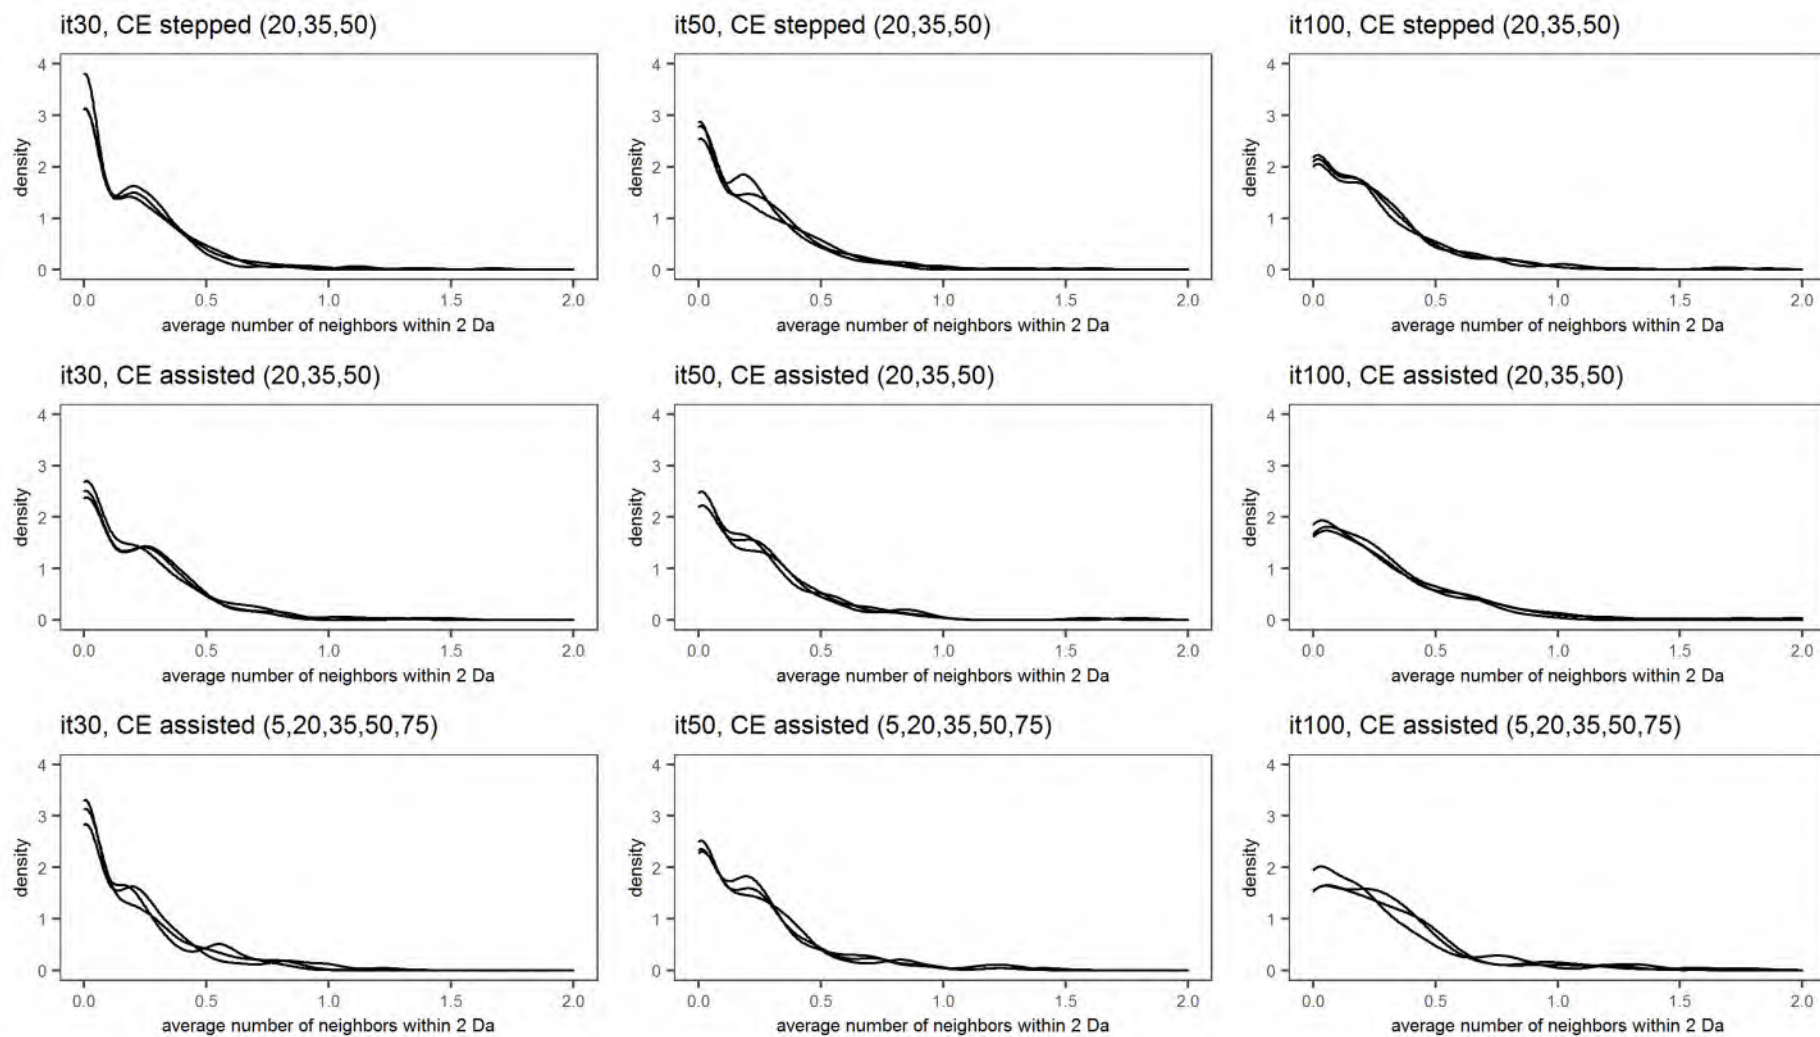 it30, CE stepped (20,35,50)
4
3
2
1
0
density
0.0 0.5 1.0 1.5 2.0
average number of neighbors within 2 Da
it50, CE stepped (20,35,50)
4
3
2
1
0
density
0.0 0.5 1.0 1.5 2.0
average number of neighbors within 2 Da
it100, CE stepped (20,35,50)
4
3
2
1
0
density
0.0 0.5 1.0 1.5 2.0
average number of neighbors within 2 Da
it30, CE assisted (20,35,50)
4
3
2
1
0
density
0.0 0.5 1.0 1.5 2.0
average number of neighbors within 2 Da
it50, CE assisted (20,35,50)
4
3
2
1
0
density
0.0 0.5 1.0 1.5 2.0
average number of neighbors within 2 Da
it100, CE assisted (20,35,50)
4
3
2
1
0
density
0.0 0.5 1.0 1.5 2.0
average number of neighbors within 2 Da
it30, CE assisted (5,20,35,50,75)
4
3
2
1
0
density
0.0 0.5 1.0 1.5 2.0
average number of neighbors within 2 Da
it50, CE assisted (5,20,35,50,75)
4
3
2
1
0
density
0.0 0.5 1.0 1.5 2.0
average number of neighbors within 2 Da
it100, CE assisted (5,20,35,50,75)
4
3
2
1
0
density
0.0 0.5 1.0 1.5 2.0
average number of neighbors within 2 Da